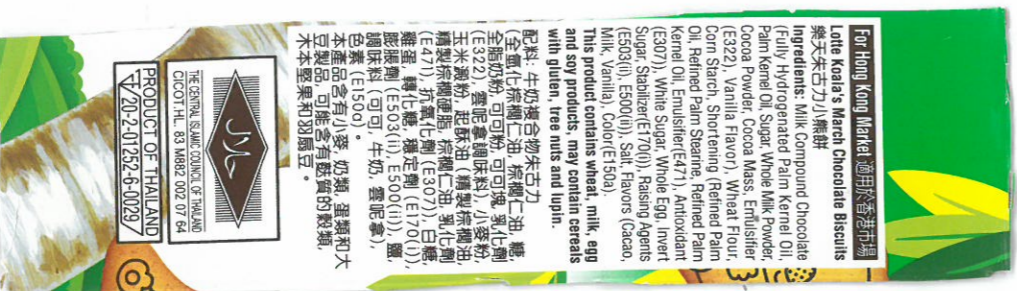 For Hong Kong Market 適用於香港市場
Lotte Koala's March Chocolate Biscuits
樂天朱古力小熊餅
Ingredients: Milk Compound Chocolate
(Fully Hydrogenated Palm Kernel Oil,
Palm Kernel Oil, Sugar, Whole Milk Powder,
Cocoa Powder, Cocoa Mass, Emulsifier
(E322), Vanilla Flavor), Wheat Flour,
Corn Starch, Shortening (Refined Palm
Oil, Refined Palm Stearine, Refined Palm
Kernel Oil, Emulsifier(E471), Antioxidant
(E307)), White Sugar, Whole Egg, Invert
Sugar, Stabilizer(E170(i)), Raising Agents
(E503(ii), E500(ii)), Salt, Flavors (Cacao,
Milk, Vanilla), Color(E150a).
This product contains wheat, milk, egg
and soy products, may contain cereals
with gluten, tree nuts and lupin.
配料: 牛奶複合物朱古力
(全氫化棕櫚仁油, 棕櫚仁油, 糖,
全脂奶粉, 可可粉, 可可塊, 乳化劑
(E322), 雲呢拿調味料), 小麥粉,
玉米澱粉, 起酥油 (精製棕櫚油,
精製棕櫚硬脂, 棕櫚仁油, 乳化劑
(E471), 抗氧化劑 (E307)), 白糖,
雞蛋, 轉化糖, 穩定劑 (E170(i)),
膨脹劑 (E503(ii), E500(ii)), 鹽,
調味料 (可可, 牛奶, 雲呢拿),
色素 (E150a)。
本產品含有小麥, 奶類, 蛋類和大
豆製品, 可能含有麩質的穀類,
木本堅果和羽扇豆。
THE CENTRAL ISLAMIC COUNCIL OF THAILAND
CICOT. HL. 833 M882 002 07 64
PRODUCT OF THAILAND
20-2-01252-6-0029